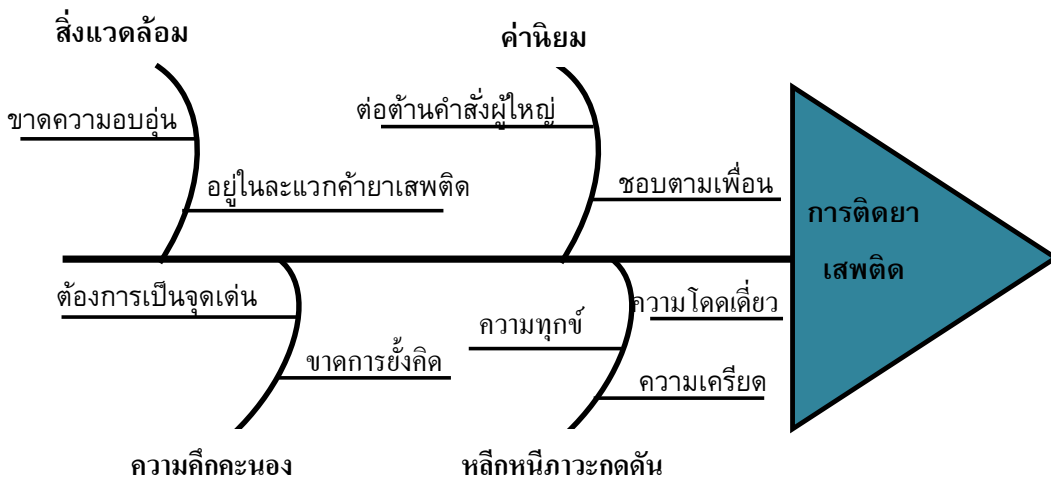 สิ่งแวดล้อม
ค่านิยม
ขาดความอบอุ่น
ต่อต้านคำสั่งผู้ใหญ่
อยู่ในละแวกค้ายาเสพติด
ชอบตามเพื่อน
การติดยา
เสพติด
ต้องการเป็นจุดเด่น
ความทุกข์
ความโดดเดี่ยว
ขาดการยั้งคิด
ความเครียด
ความคึกคะนอง
หลีกหนีภาวะกดดัน